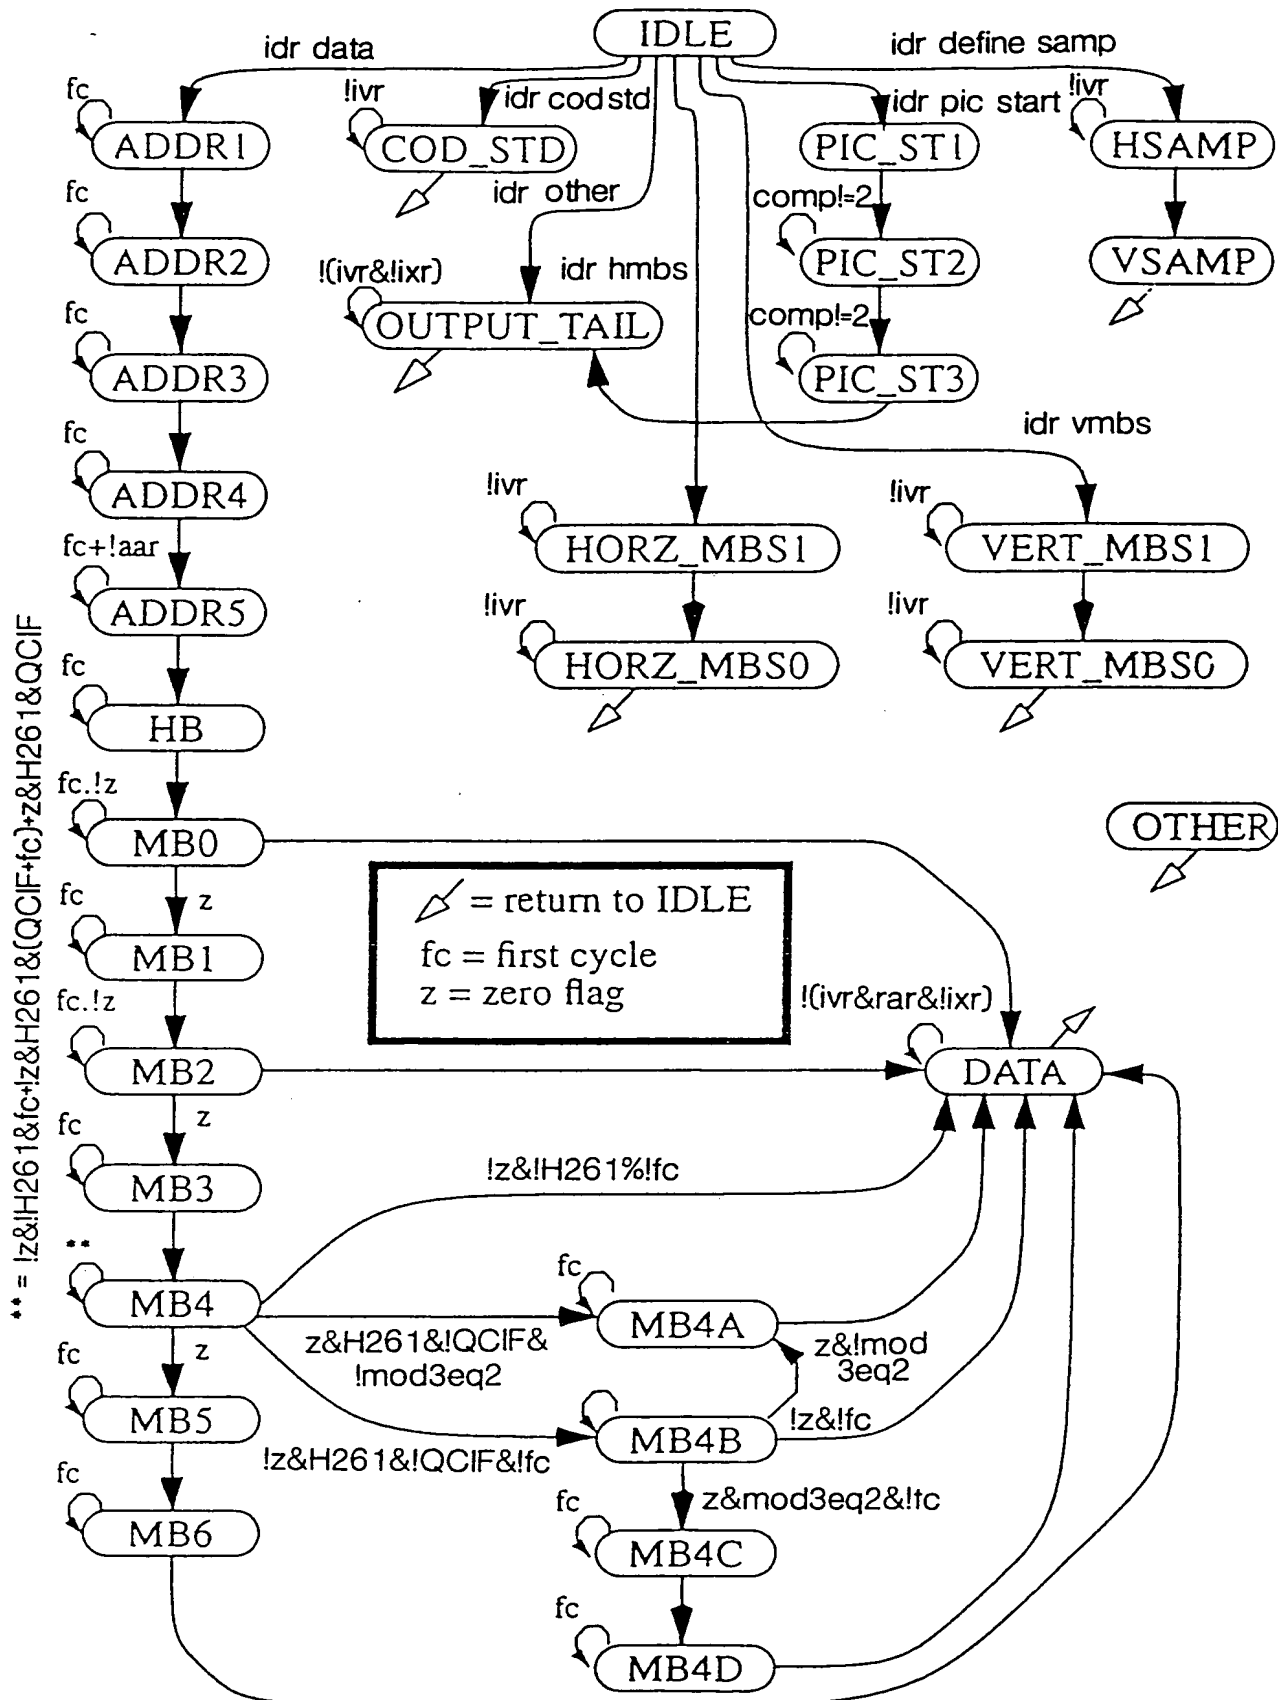 IDLE
idr data
idr define samp
fc
!ivr
idr codstd
idr pic start
!ivr
ADDR1
COD_STD
PIC_ST1
HSAMP
fc
idr other
comp!=2
ADDR2
PIC_ST2
VSAMP
!(ivr&!ixr)
idr hmbs
fc
comp!=2
OUTPUT_TAIL
ADDR3
PIC_ST3
idr vmbs
fc
ADDR4
!ivr
!ivr
HORZ_MBS1
VERT_MBS1
fc+!aar
ADDR5
!ivr
!ivr
HORZ_MBS0
VERT_MBS0
fc
HB
fc.!z
MB0
OTHER
z
= return to IDLE
fc = first cycle
z = zero flag
fc
MB1
fc.!z
!(ivr&rar&!ixr)
MB2
DATA
z
fc
MB3
!z&!H261%!fc
**
MB4
fc
MB4A
z&H261&!QCIF&
!mod3eq2
z&!mod
3eq2
z
fc
MB5
MB4B
!z&!fc
!z&H261&!QCIF&!fc
z&mod3eq2&!fc
fc
MB6
fc
MB4C
fc
MB4D
** = !z&!H261&fc+!z&H261&(QCIF+fc)+z&H261&QCIF